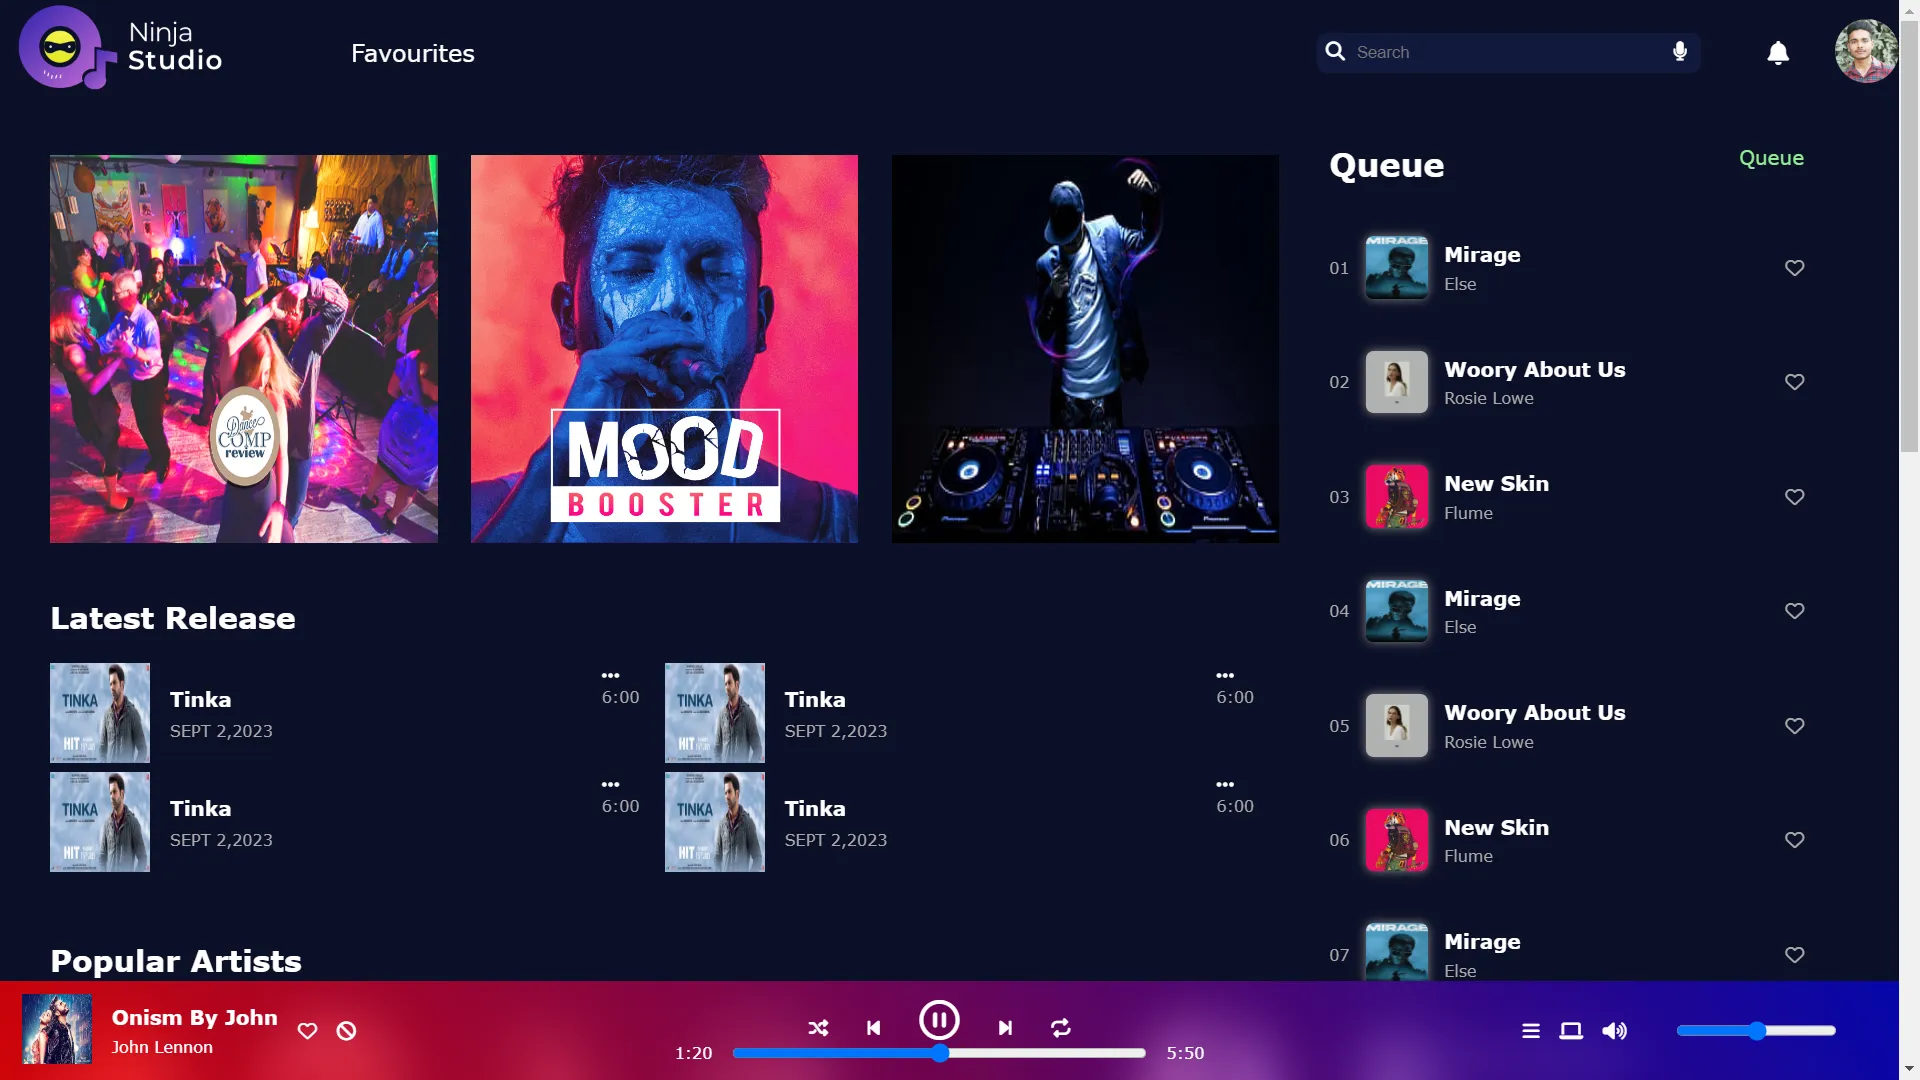 Ninja
Studio
Favourites
Search
Dance
COMP
review
MOOD
BOOSTER
Queue
Queue
01
MIRAGE
Mirage
Else
02
Woory About Us
Rosie Lowe
03
New Skin
Flume
04
MIRAGE
Mirage
Else
05
Woory About Us
Rosie Lowe
06
New Skin
Flume
07
MIRAGE
Mirage
Else
Latest Release
TINKA
HIT
Tinka
SEPT 2,2023
6:00
TINKA
HIT
Tinka
SEPT 2,2023
6:00
TINKA
HIT
Tinka
SEPT 2,2023
6:00
TINKA
HIT
Tinka
SEPT 2,2023
6:00
Popular Artists
Onism By John
John Lennon
1:20
5:50